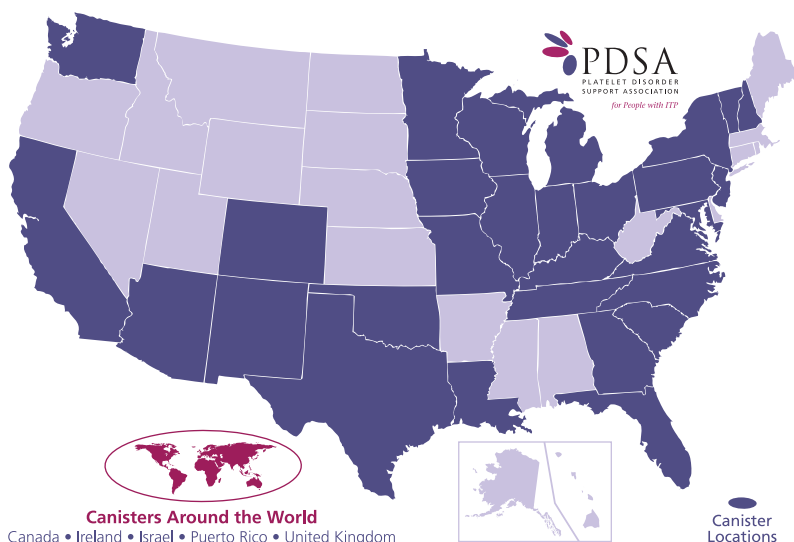 PDSA
PLATELET DISORDER
SUPPORT ASSOCIATION
for People with ITP
Canisters Around the World
Canada • Ireland • Israel • Puerto Rico • United Kingdom
Canister
Locations